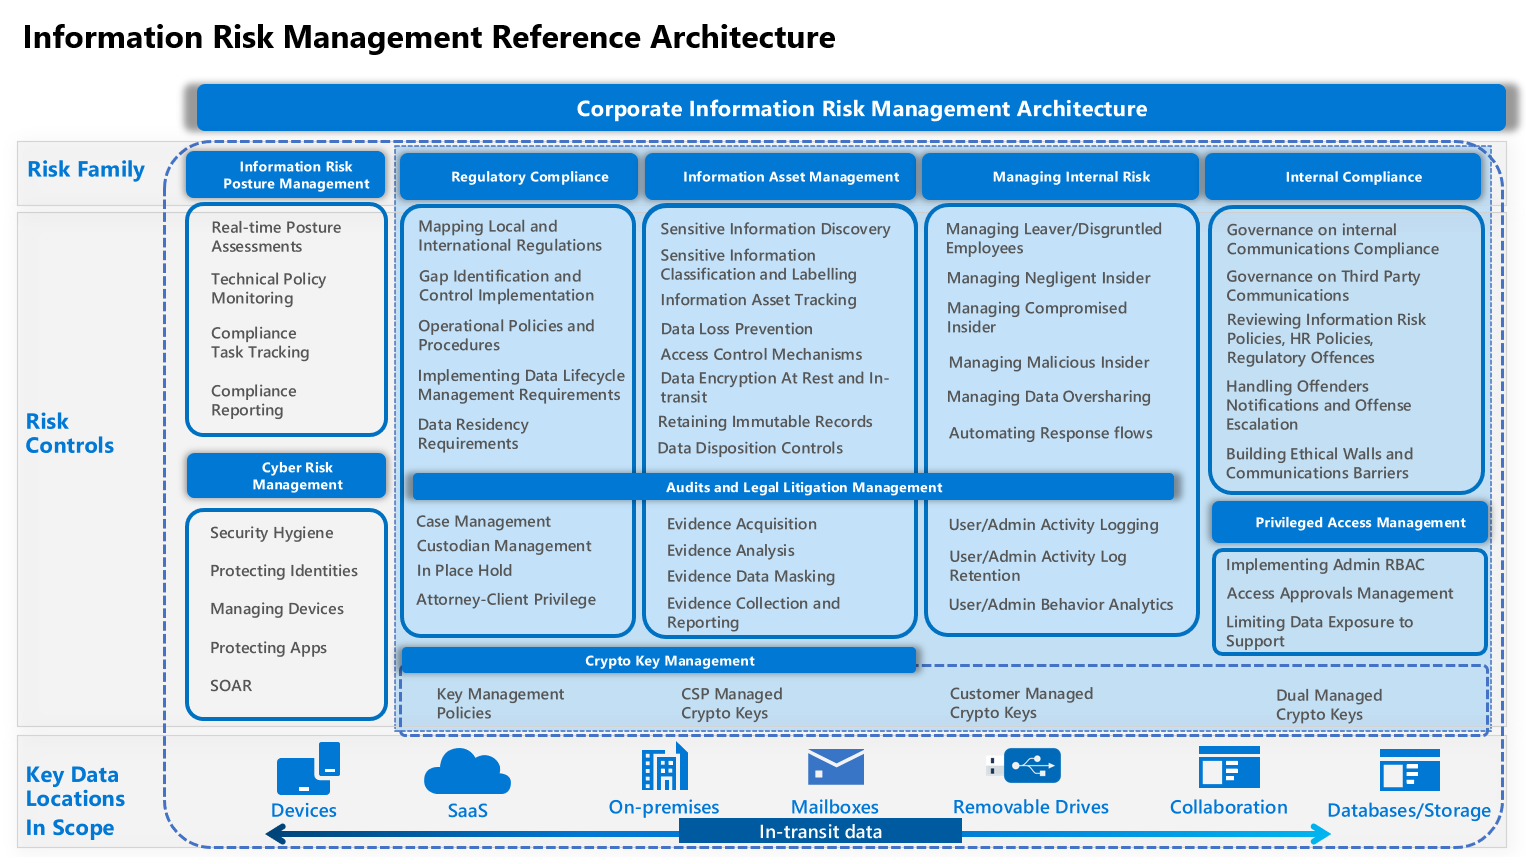 Information Risk Management Reference Architecture
Corporate Information Risk Management Architecture
Risk Family
Information Risk
Posture Management
Regulatory Compliance
Information Asset Management
Managing Internal Risk
Internal Compliance
Risk
Controls
Real-time Posture
Assessments
Technical Policy
Monitoring
Compliance
Task Tracking
Compliance
Reporting
Cyber Risk
Management
Security Hygiene
Protecting Identities
Managing Devices
Protecting Apps
SOAR
Mapping Local and
International Regulations
Gap Identification and
Control Implementation
Operational Policies and
Procedures
Implementing Data Lifecycle
Management Requirements
Data Residency
Requirements
Sensitive Information Discovery
Sensitive Information
Classification and Labelling
Information Asset Tracking
Data Loss Prevention
Access Control Mechanisms
Data Encryption At Rest and In-
transit
Retaining Immutable Records
Data Disposition Controls
Managing Leaver/Disgruntled
Employees
Managing Negligent Insider
Managing Compromised
Insider
Managing Malicious Insider
Managing Data Oversharing
Automating Response flows
Governance on internal
Communications Compliance
Governance on Third Party
Communications
Reviewing Information Risk
Policies, HR Policies,
Regulatory Offences
Handling Offenders
Notifications and Offense
Escalation
Building Ethical Walls and
Communications Barriers
Audits and Legal Litigation Management
Case Management
Custodian Management
In Place Hold
Attorney-Client Privilege
Evidence Acquisition
Evidence Analysis
Evidence Data Masking
Evidence Collection and
Reporting
User/Admin Activity Logging
User/Admin Activity Log
Retention
User/Admin Behavior Analytics
Privileged Access Management
Implementing Admin RBAC
Access Approvals Management
Limiting Data Exposure to
Support
Crypto Key Management
Key Management
Policies
CSP Managed
Crypto Keys
Customer Managed
Crypto Keys
Dual Managed
Crypto Keys
Key Data
Locations
In Scope
Devices
SaaS
On-premises
Mailboxes
Removable Drives
Collaboration
Databases/Storage
In-transit data